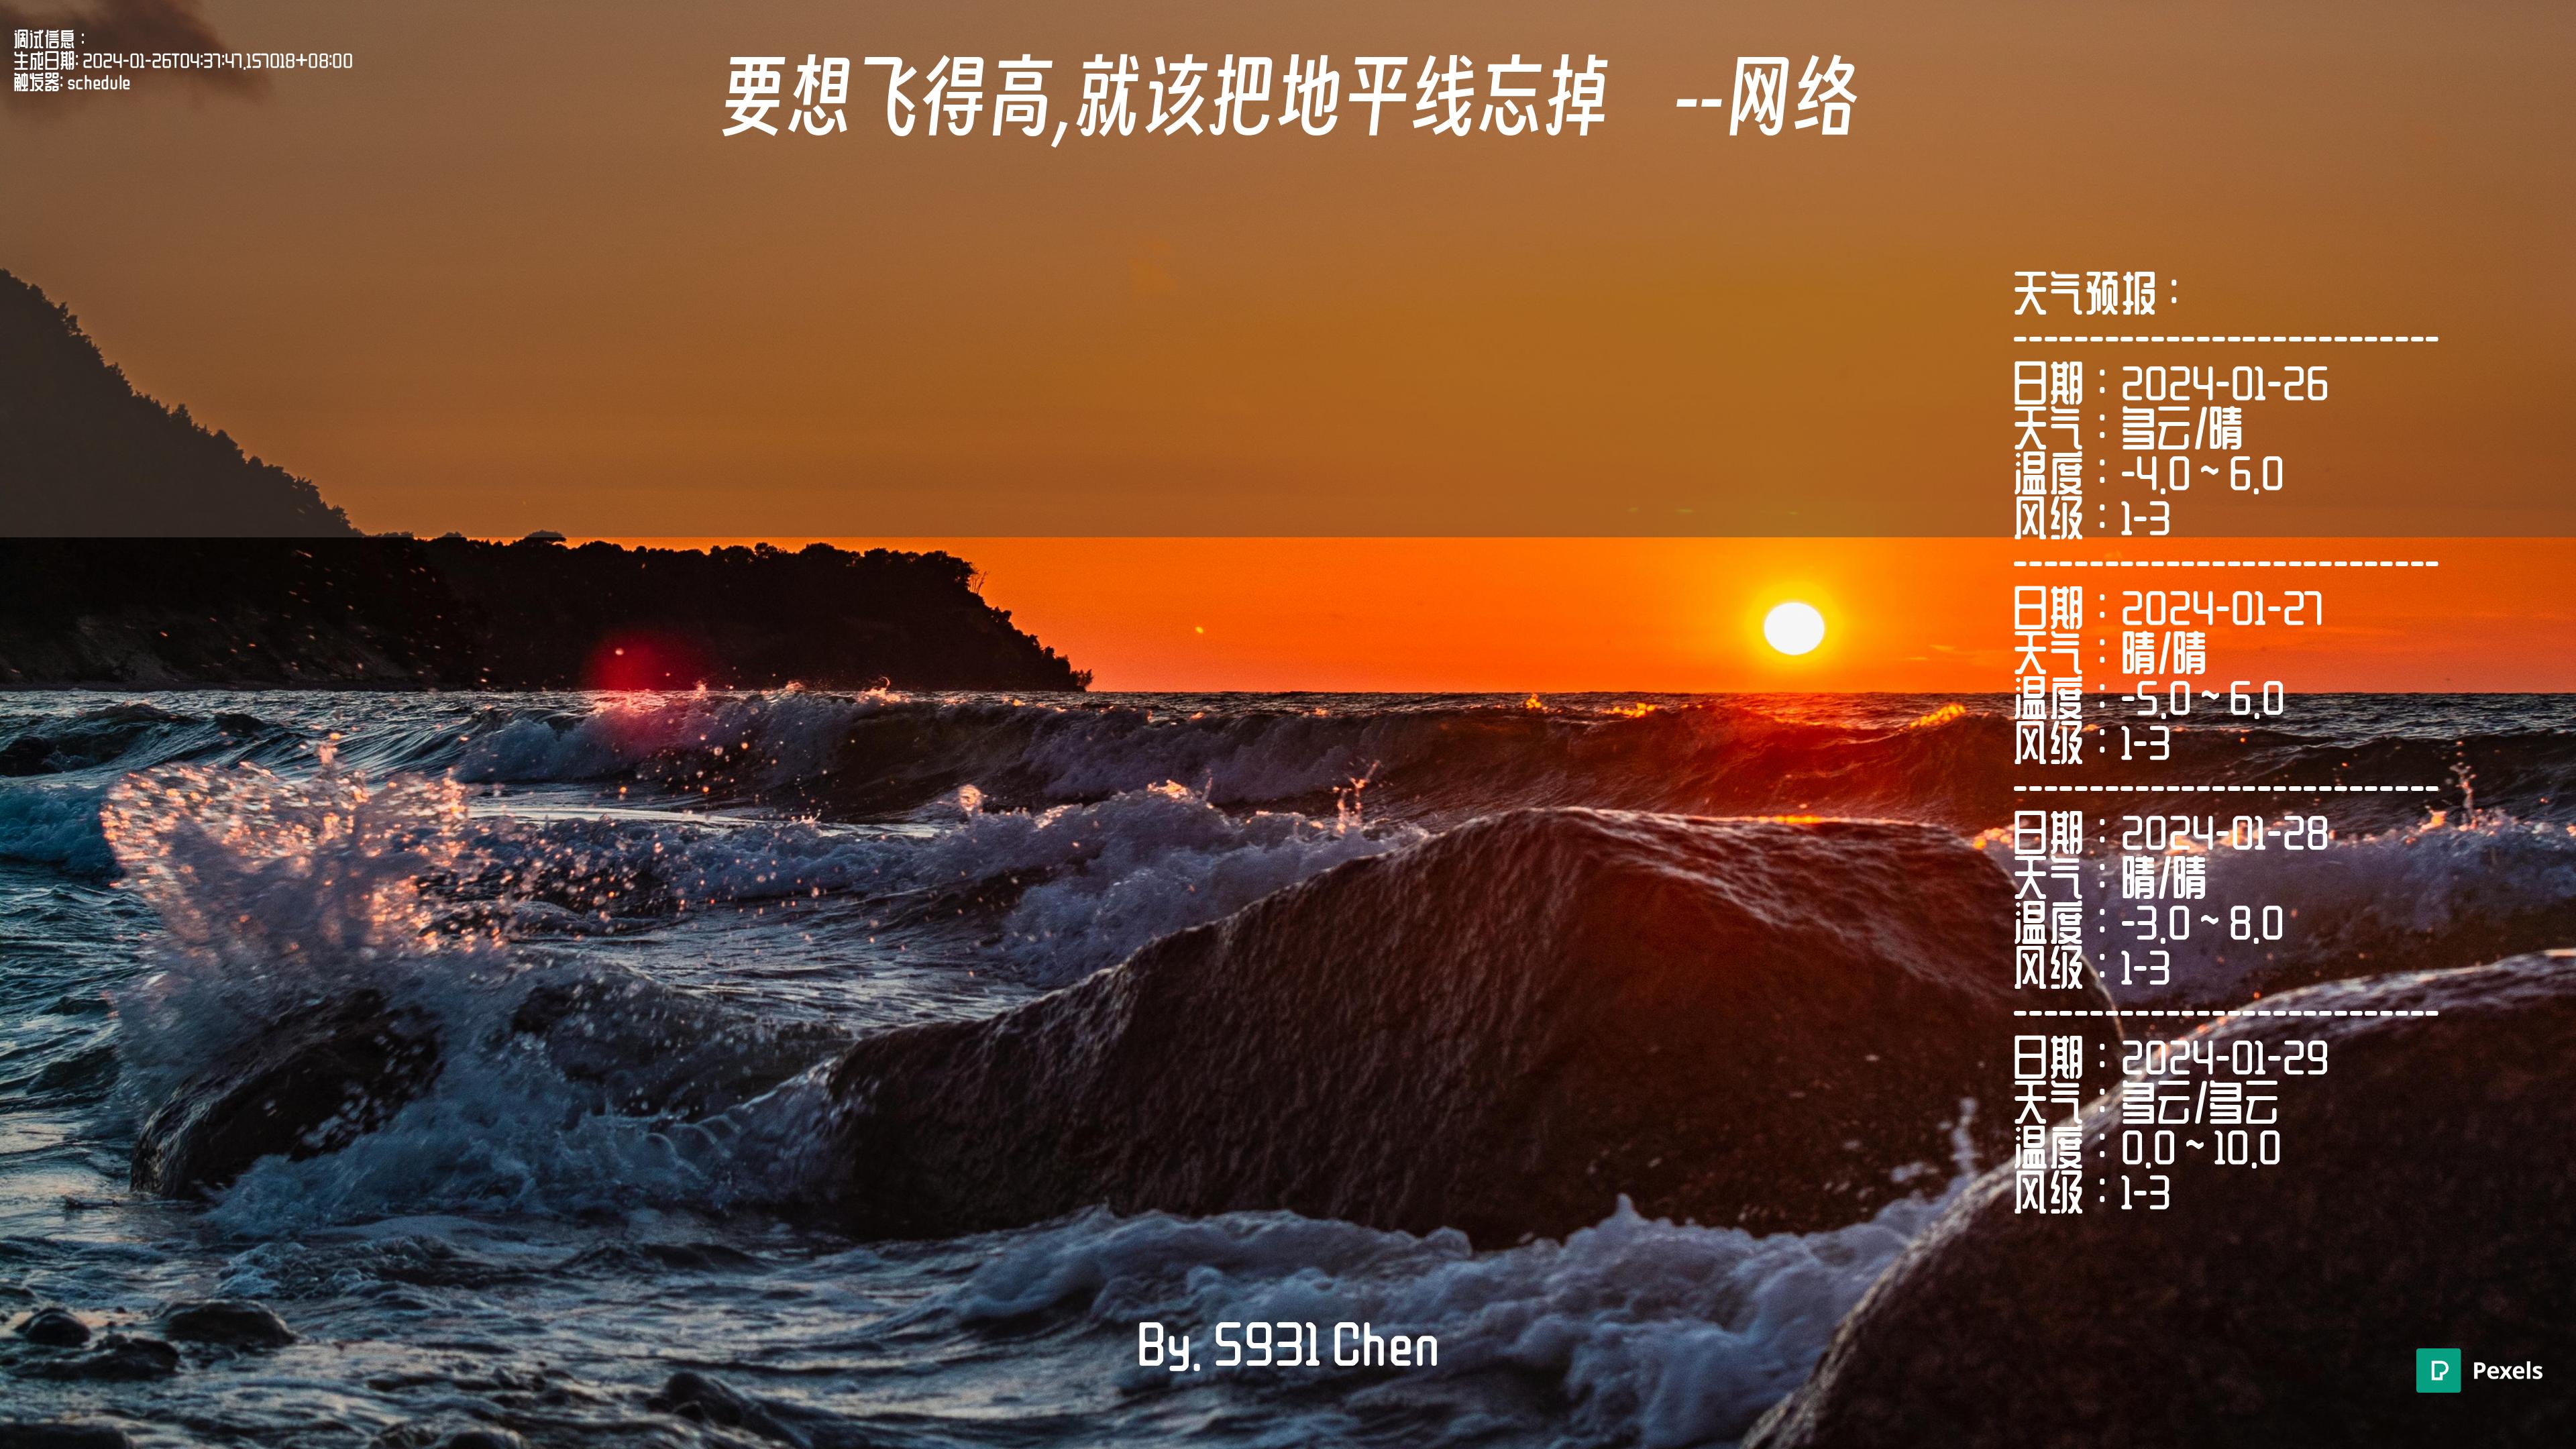 调试信息：
生成日期: 2024-01-26T04:37:47.157018+08:00
触发器: schedule
要想飞得高,就该把地平线忘掉 --网络
天气预报：
----------------------------
日期：2024-01-26
天气：多云/晴
温度：-4.0 ~ 6.0
风级：1-3
----------------------------
日期：2024-01-27
天气：晴/晴
温度：-5.0 ~ 6.0
风级：1-3
----------------------------
日期：2024-01-28
天气：晴/晴
温度：-3.0 ~ 8.0
风级：1-3
----------------------------
日期：2024-01-29
天气：多云/多云
温度：0.0 ~ 10.0
风级：1-3
By. S931 Chen
Pexels